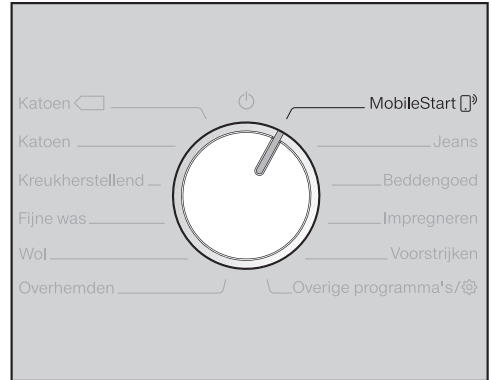 Katoen
MobileStart
Katoen
Jeans
Kreukherstellend
Beddengoed
Fijne was
Impregneren
Wol
Voorstrijken
Overhemden
Overige programma's/